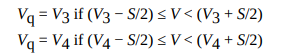 Vq = V3 if (V3 − S/2) ≤ V < (V3 + S/2)
Vq = V4 if (V4 − S/2) ≤ V < (V4 + S/2)